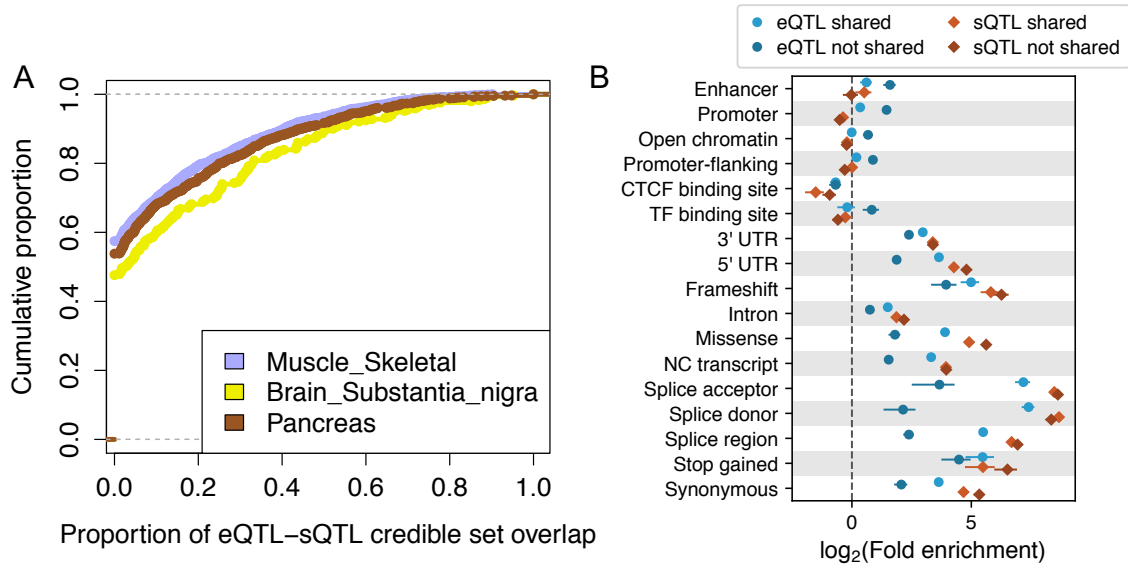 A
Cumulative proportion
1.0
0.8
0.6
0.4
0.2
0.0
Muscle_Skeletal
Brain_Substantia_nigra
Pancreas
0.0 0.2 0.4 0.6 0.8 1.0
Proportion of eQTL−sQTL credible set overlap
eQTL shared sQTL shared
eQTL not shared sQTL not shared
B
Enhancer
Promoter
Open chromatin
Promoter-flanking
CTCF binding site
TF binding site
3' UTR
5' UTR
Frameshift
Intron
Missense
NC transcript
Splice acceptor
Splice donor
Splice region
Stop gained
Synonymous
0 5
log2(Fold enrichment)